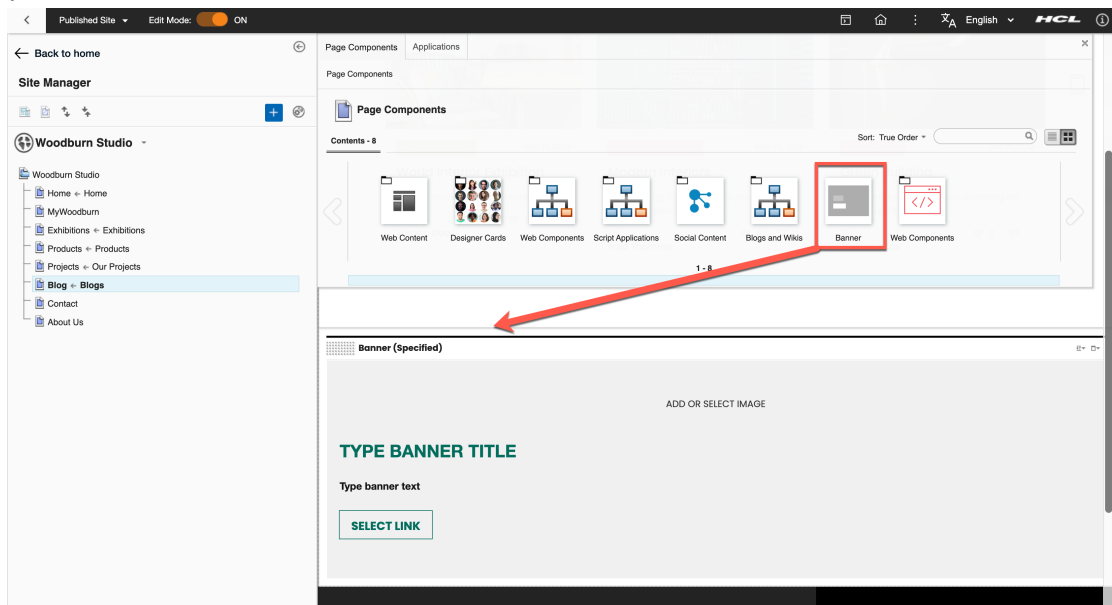 Published Site
Edit Mode: ON
English
HCL
Back to home
Site Manager
Woodburn Studio
Woodburn Studio
Home ← Home
MyWoodburn
Exhibitions ← Exhibitions
Products ← Products
Projects ← Our Projects
Blog ← Blogs
Contact
About Us
Page Components Applications
Page Components
Page Components
Contents - 8
Sort: True Order
Web Content Designer Cards Web Components Script Applications Social Content Blogs and Wikis Banner Web Components
1 - 8
Banner (Specified)
ADD OR SELECT IMAGE
TYPE BANNER TITLE
Type banner text
SELECT LINK